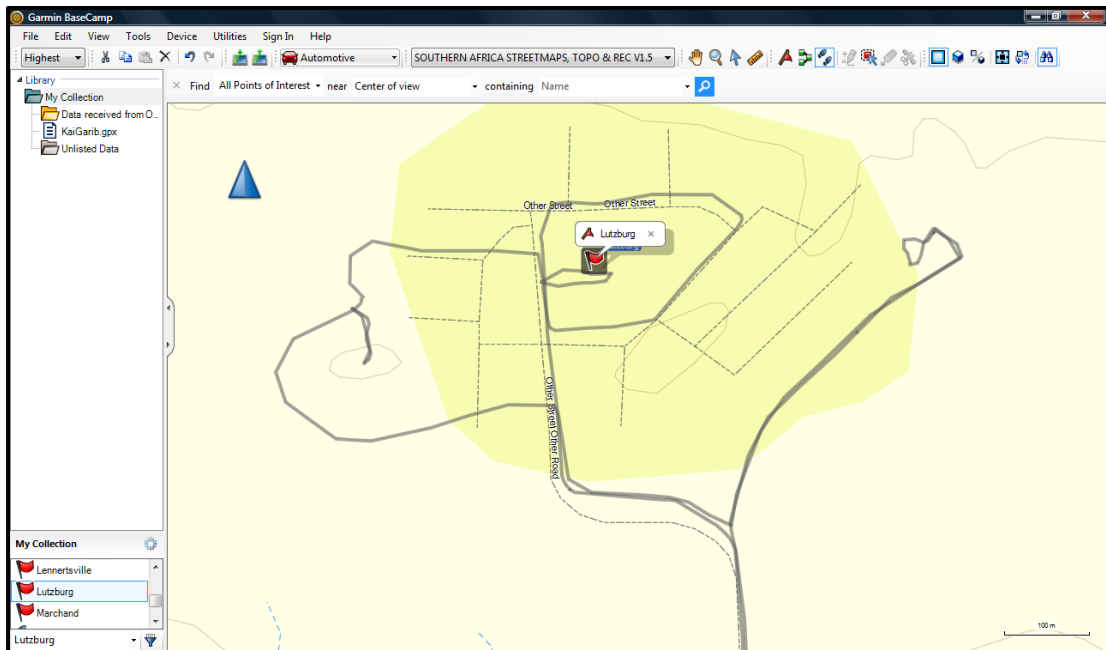 Garmin BaseCamp
File Edit View Tools Device Utilities Sign In Help
Highest Automotive SOUTHERN AFRICA STREETMAPS, TOPO & REC V1.5
Library
My Collection
Data received from O...
KaiGarib.gpx
Unlisted Data
Find All Points of Interest near Center of view containing Name
Other Street Other Street
Lutzburg
Other Street Other Road
100 m
My Collection
Lennertsville
Lutzburg
Marchand
Lutzburg